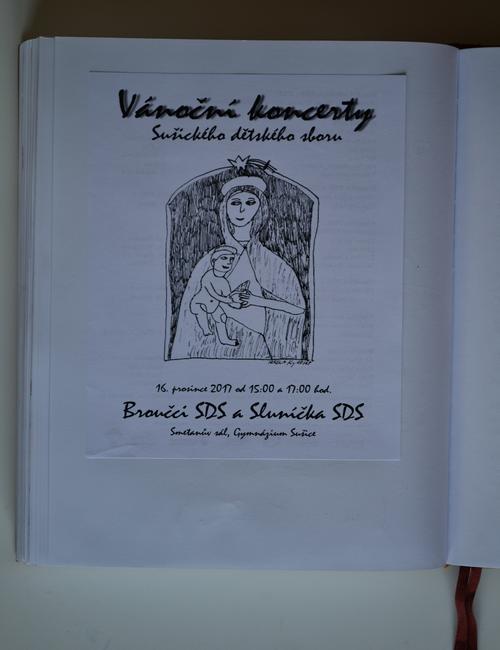 Vánoční koncerty
Sušického dětského sboru
16. prosince 2017 od 15:00 a 17:00 hod.
Broučci SDS a Sluníčka SDS
Smetanův sál, Gymnázium Sušice